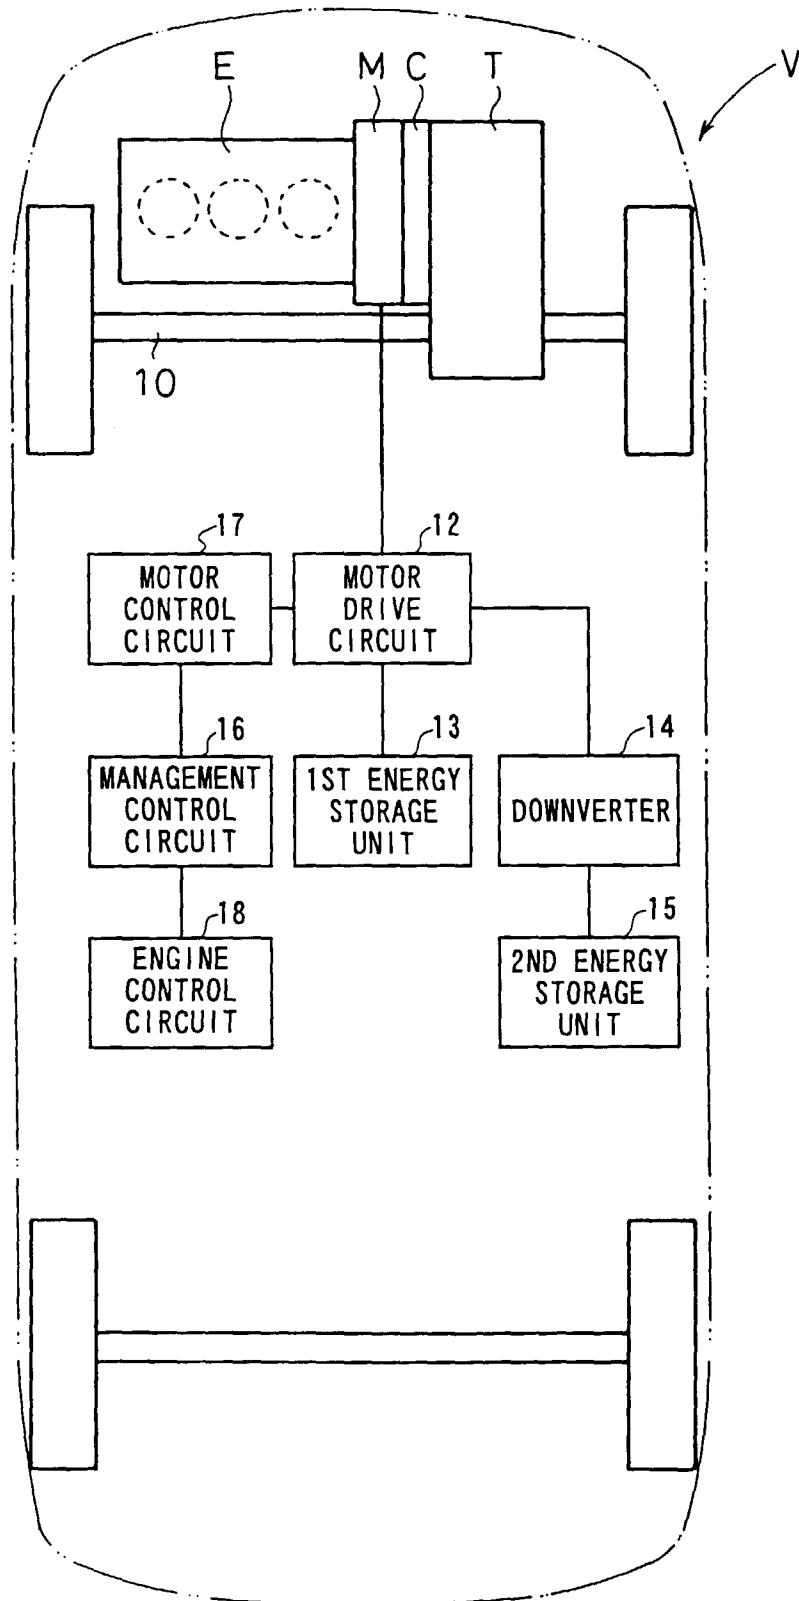 E M C T V
10
17 12
MOTOR
CONTROL
CIRCUIT
MOTOR
DRIVE
CIRCUIT
16 13 14
MANAGEMENT
CONTROL
CIRCUIT
1ST ENERGY
STORAGE
UNIT
DOWNVERTER
18 15
ENGINE
CONTROL
CIRCUIT
2ND ENERGY
STORAGE
UNIT